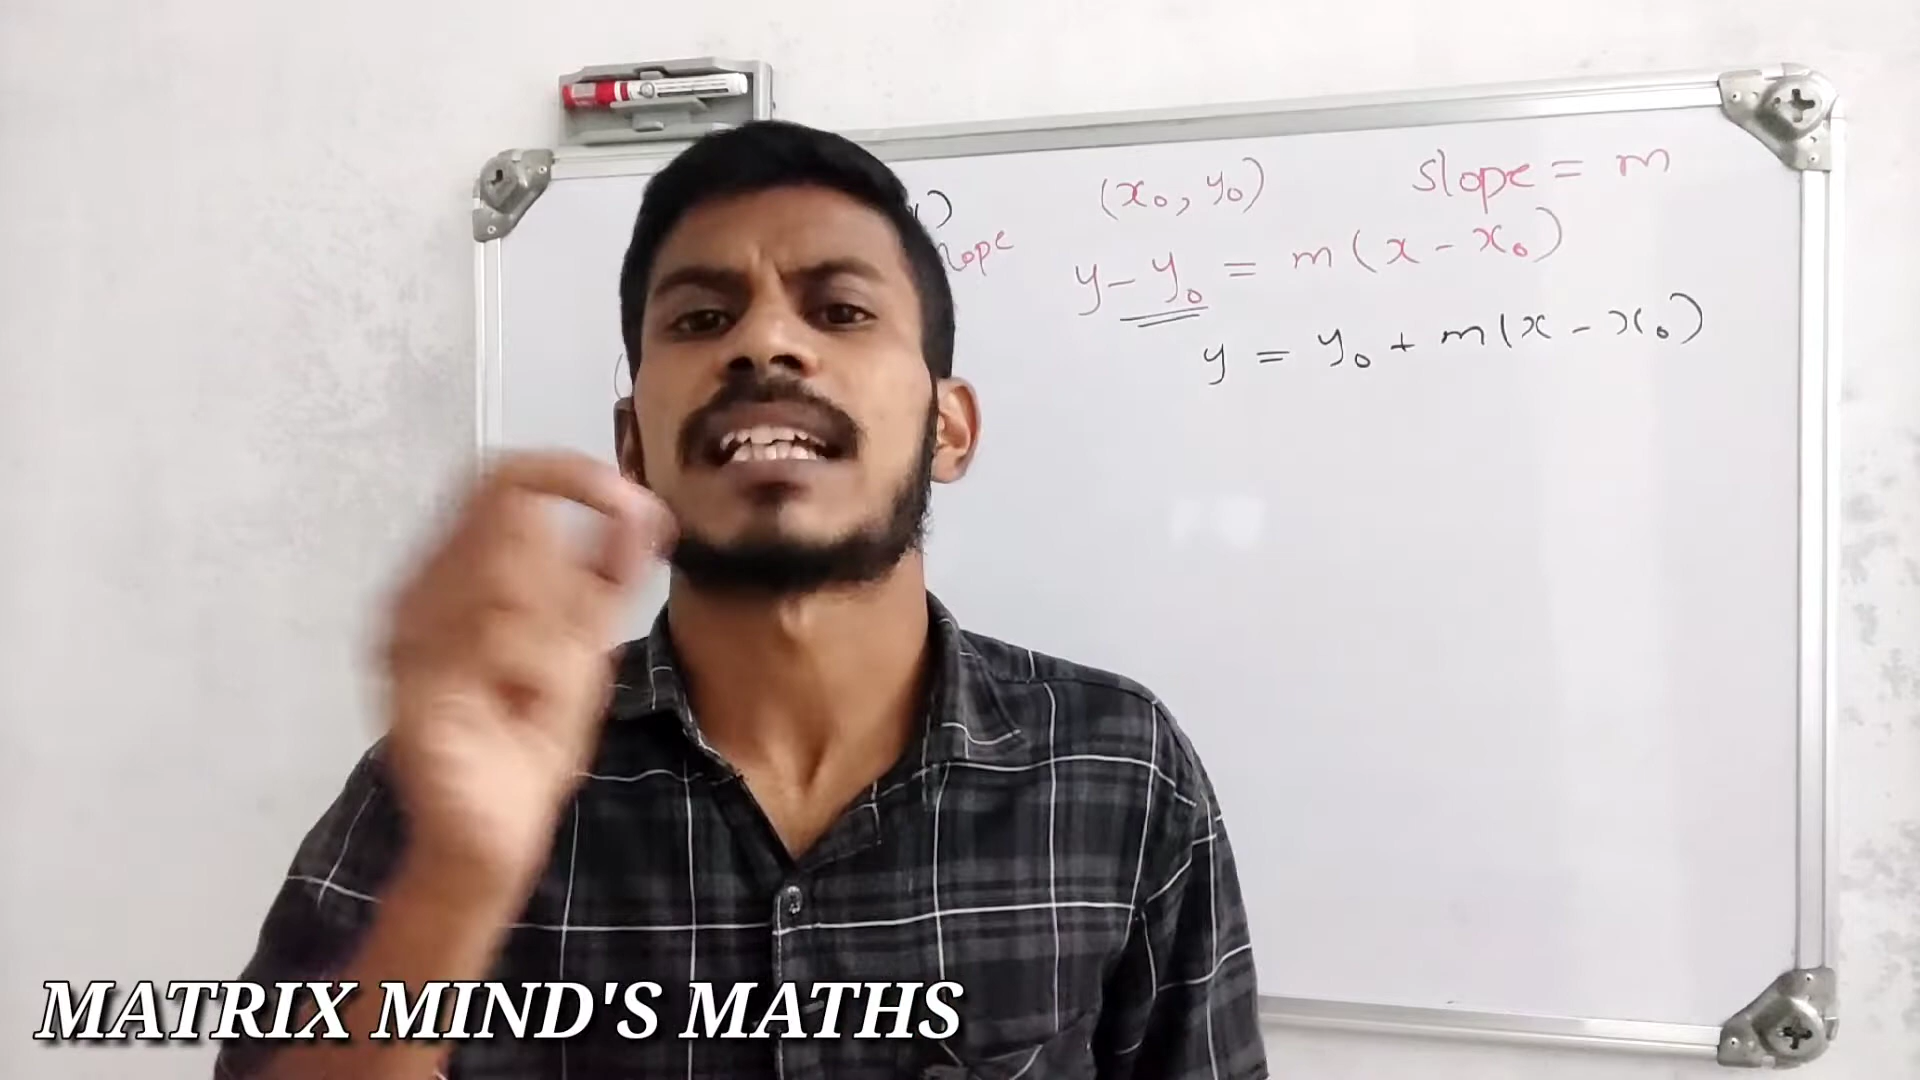 (x₀, y₀) slope = m
y - y₀ = m(x - x₀)
y = y₀ + m(x - x₀)
MATRIX MIND'S MATHS